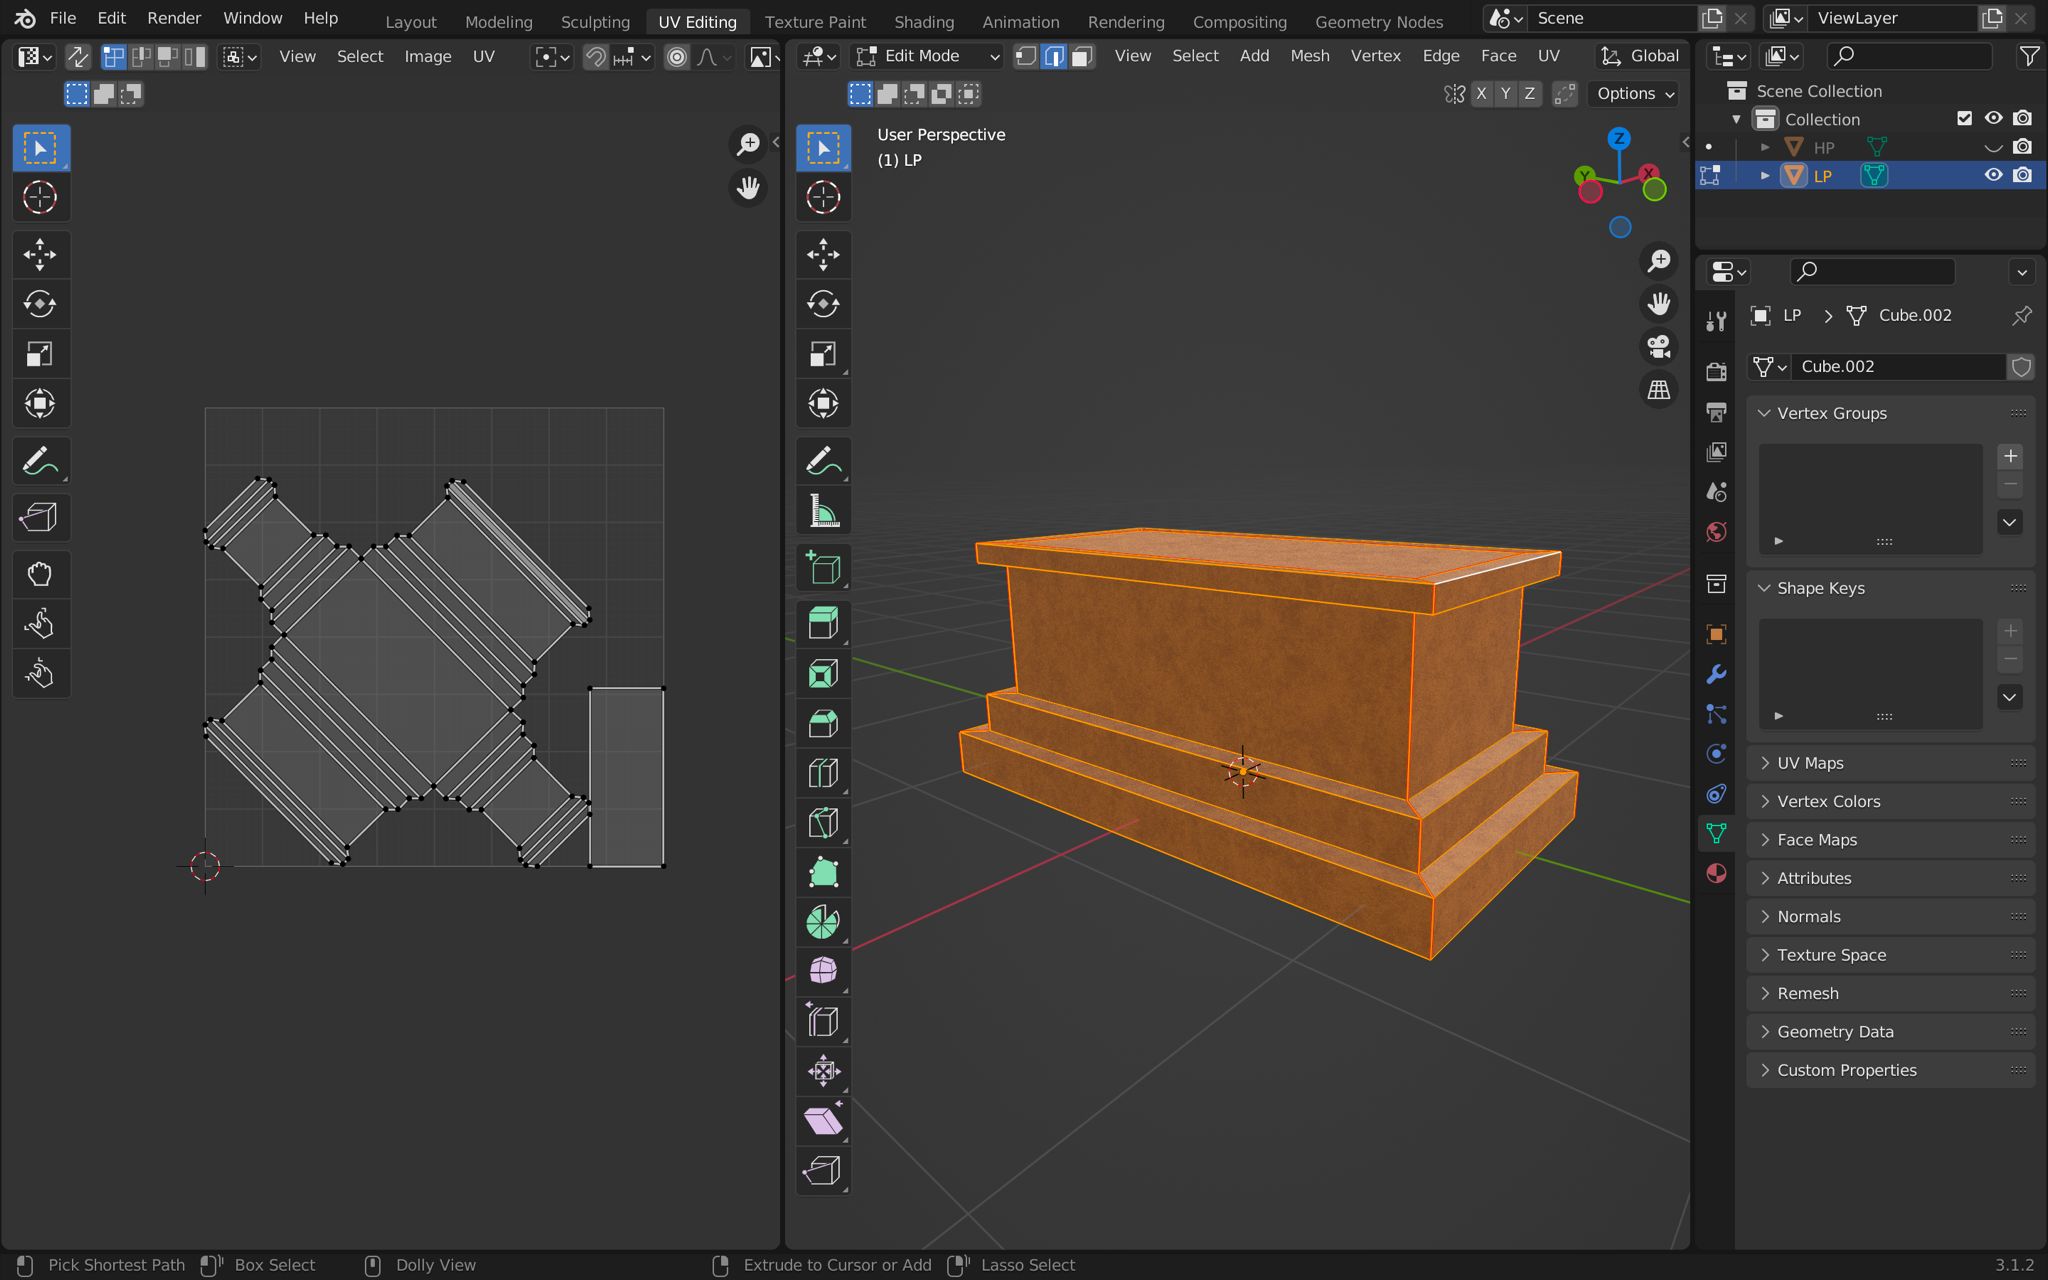 File Edit Render Window Help Layout Modeling Sculpting UV Editing Texture Paint Shading Animation Rendering Compositing Geometry Nodes Scene ViewLayer
View Select Image UV
Edit Mode View Select Add Mesh Vertex Edge Face UV Global
X Y Z Options
User Perspective
(1) LP
Z
Y
X
Scene Collection
Collection
HP
LP
LP Cube.002
Cube.002
Vertex Groups
Shape Keys
UV Maps
Vertex Colors
Face Maps
Attributes
Normals
Texture Space
Remesh
Geometry Data
Custom Properties
Pick Shortest Path Box Select Dolly View Extrude to Cursor or Add Lasso Select 3.1.2